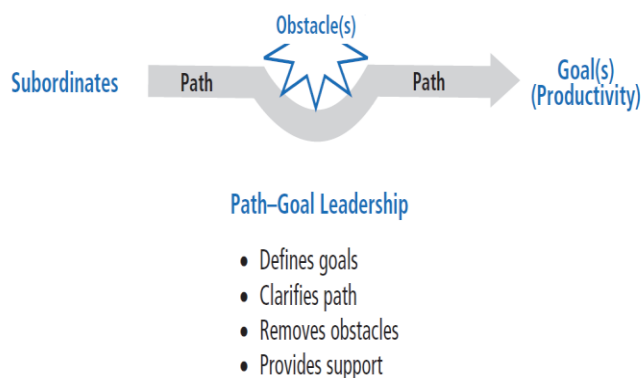 Obstacle(s)
Subordinates
Path
Path
Goal(s)
(Productivity)
Path–Goal Leadership
• Defines goals
• Clarifies path
• Removes obstacles
• Provides support